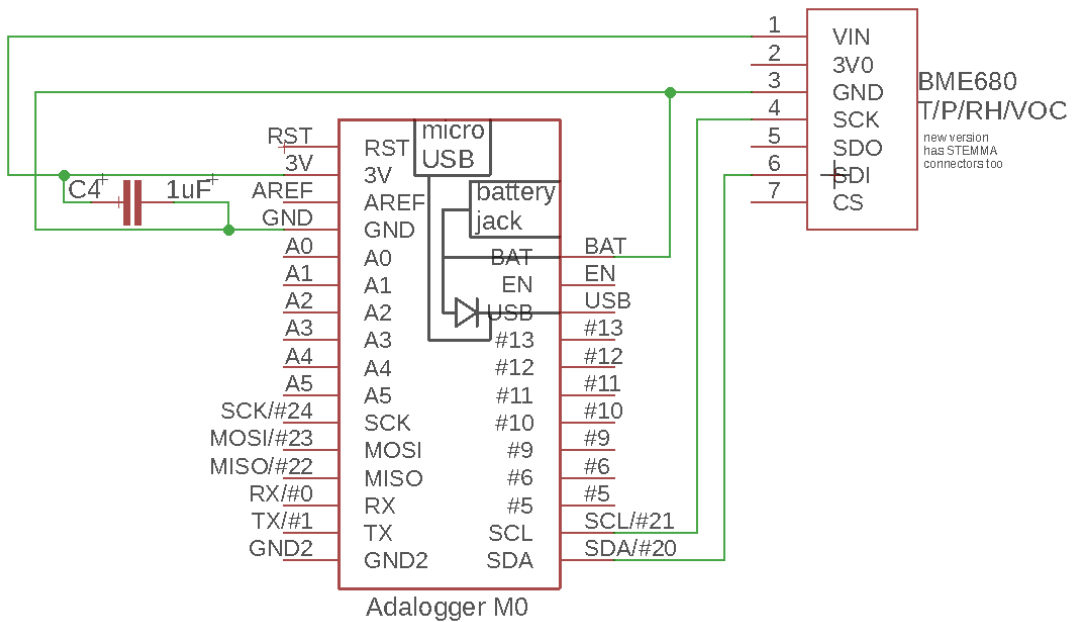 1
VIN
2
3V0
3
GND
4
SCK
5
SDO
6
SDI
7
CS
BME680
T/P/RH/VOC
new version
has STEMMA
connectors too
micro
USB
battery
jack
C4
1uF
RST
RST
3V
3V
AREF
AREF
GND
GND
A0
A0
A1
A1
A2
A2
A3
A3
A4
A4
A5
A5
SCK/#24
SCK
MOSI/#23
MOSI
MISO/#22
MISO
RX/#0
RX
TX/#1
TX
GND2
GND2
BAT
BAT
EN
EN
USB
USB
#13
#13
#12
#12
#11
#11
#10
#10
#9
#9
#6
#6
#5
#5
SCL
SCL/#21
SDA
SDA/#20
Adalogger M0